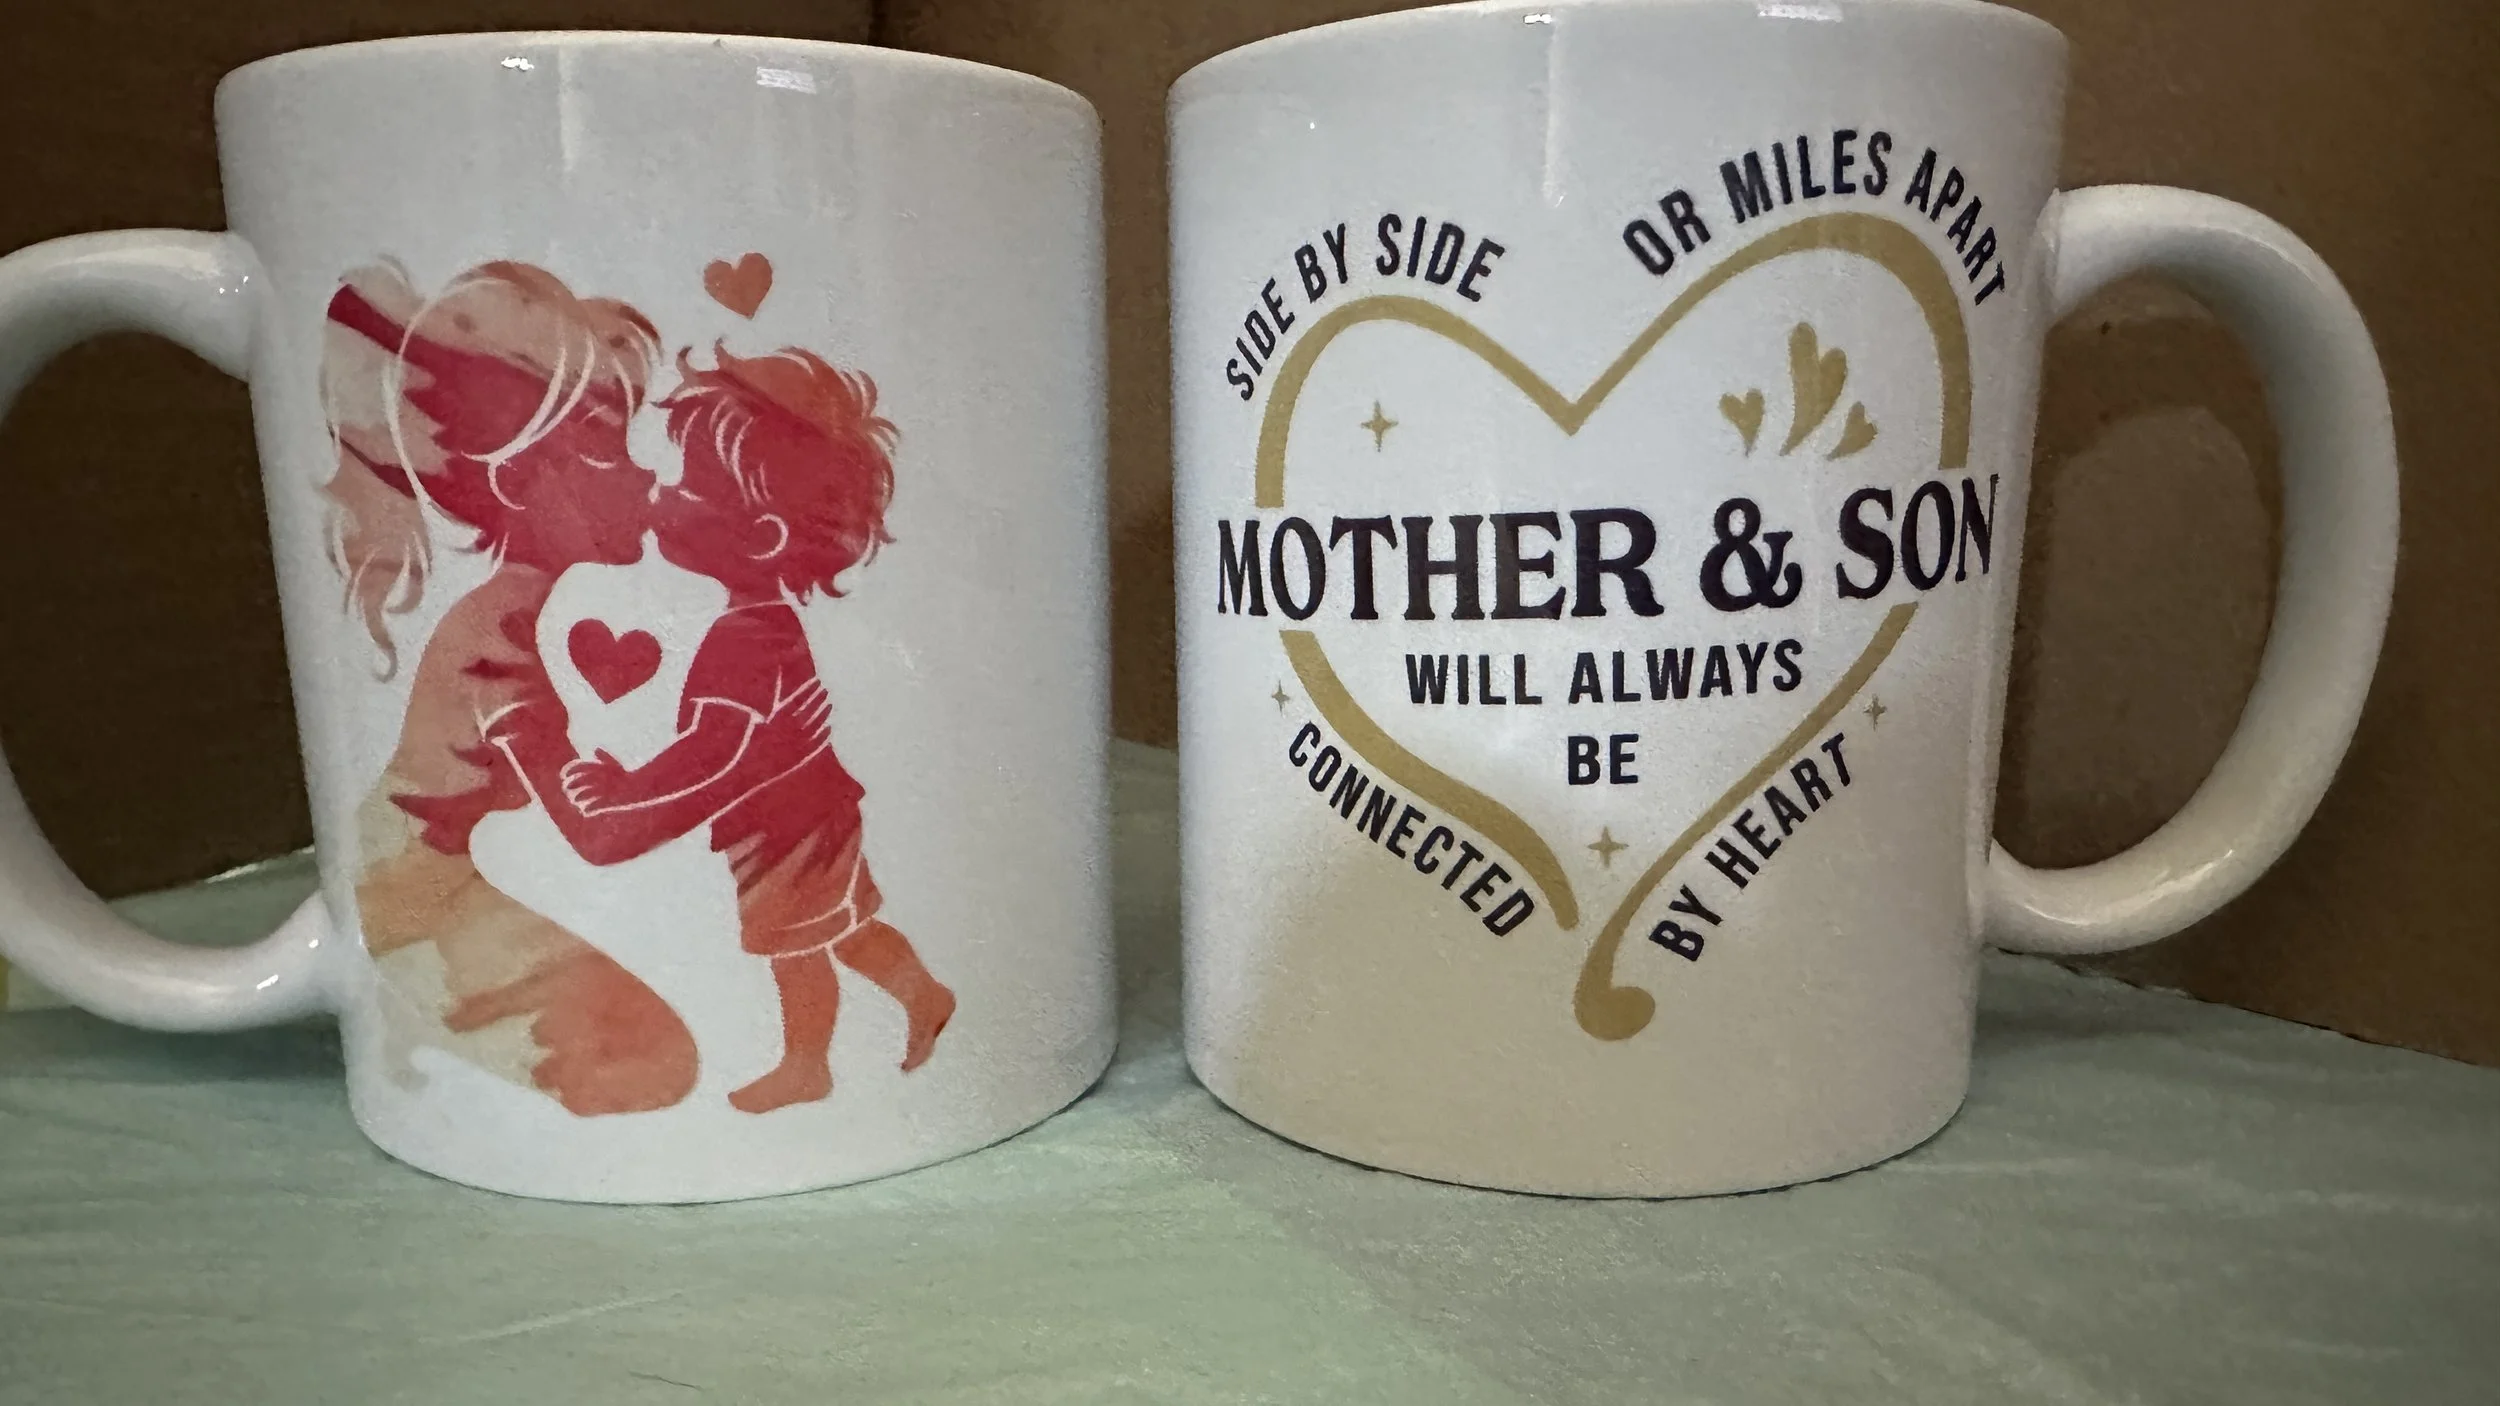 SIDE BY SIDE
OR MILES APART
MOTHER & SON
WILL ALWAYS
BE
CONNECTED
BY HEART